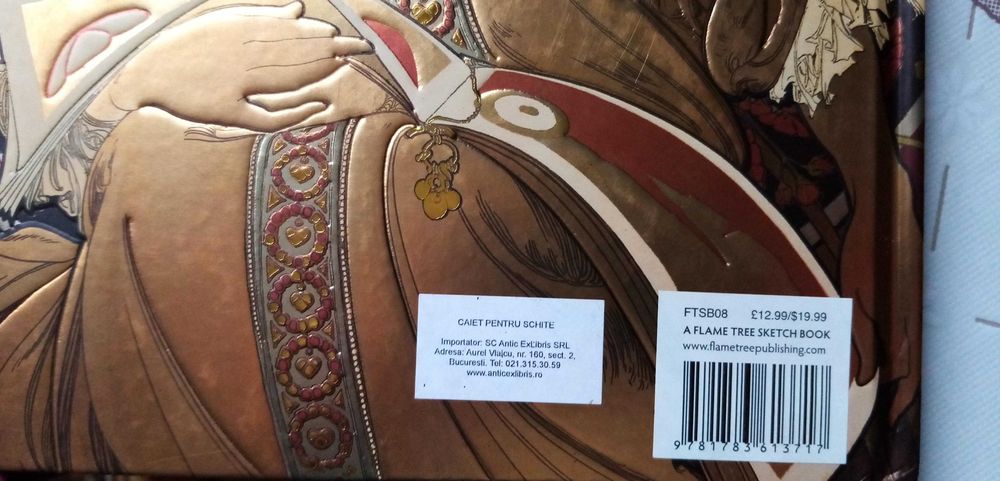 CAIET PENTRU SCHITE
Importator: SC Antic ExLibris SRL
Adresa: Aurel Vlaicu, nr. 160, sect. 2,
Bucuresti. Tel: 021.315.30.59
www.anticexlibris.ro
FTSB08 £12.99/$19.99
A FLAME TREE SKETCH BOOK
www.flametreepublishing.com
9 781783 613717